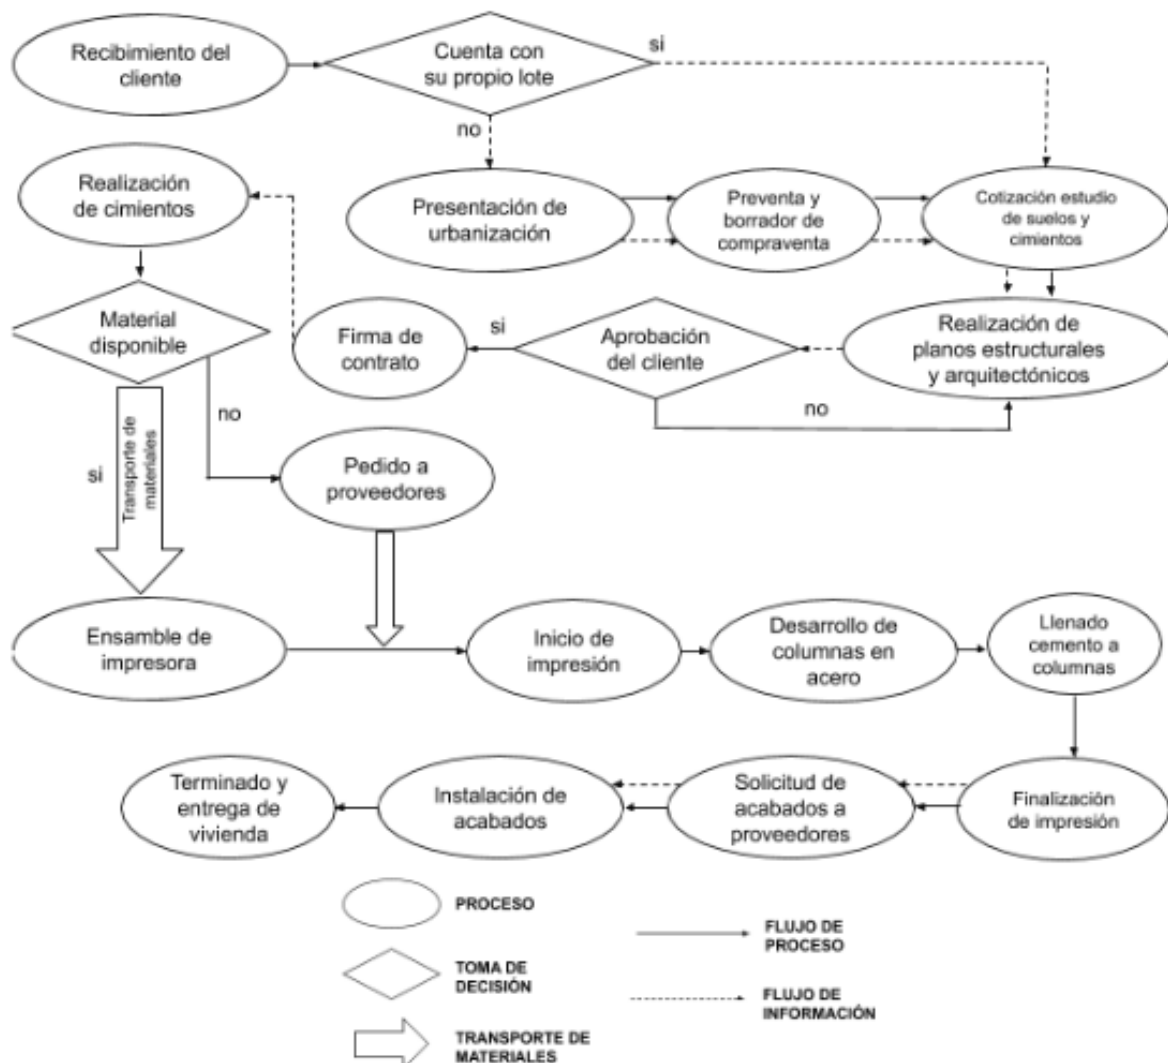 Recibimiento del
cliente
Cuenta con
su propio lote
si
no
Presentación de
urbanización
Preventa y
borrador de
compraventa
Cotización estudio
de suelos y
cimientos
Realización de
planos estructurales
y arquitectónicos
Aprobación
del cliente
no
si
Firma de
contrato
Realización
de cimientos
Material
disponible
no
si
Transporte de
materiales
Pedido a
proveedores
Ensamble de
impresora
Inicio de
impresión
Desarrollo de
columnas en
acero
Llenado
cemento a
columnas
Finalización
de impresión
Solicitud de
acabados a
proveedores
Instalación de
acabados
Terminado y
entrega de
vivienda
PROCESO
TOMA DE
DECISIÓN
TRANSPORTE DE
MATERIALES
FLUJO DE
PROCESO
FLUJO DE
INFORMACIÓN